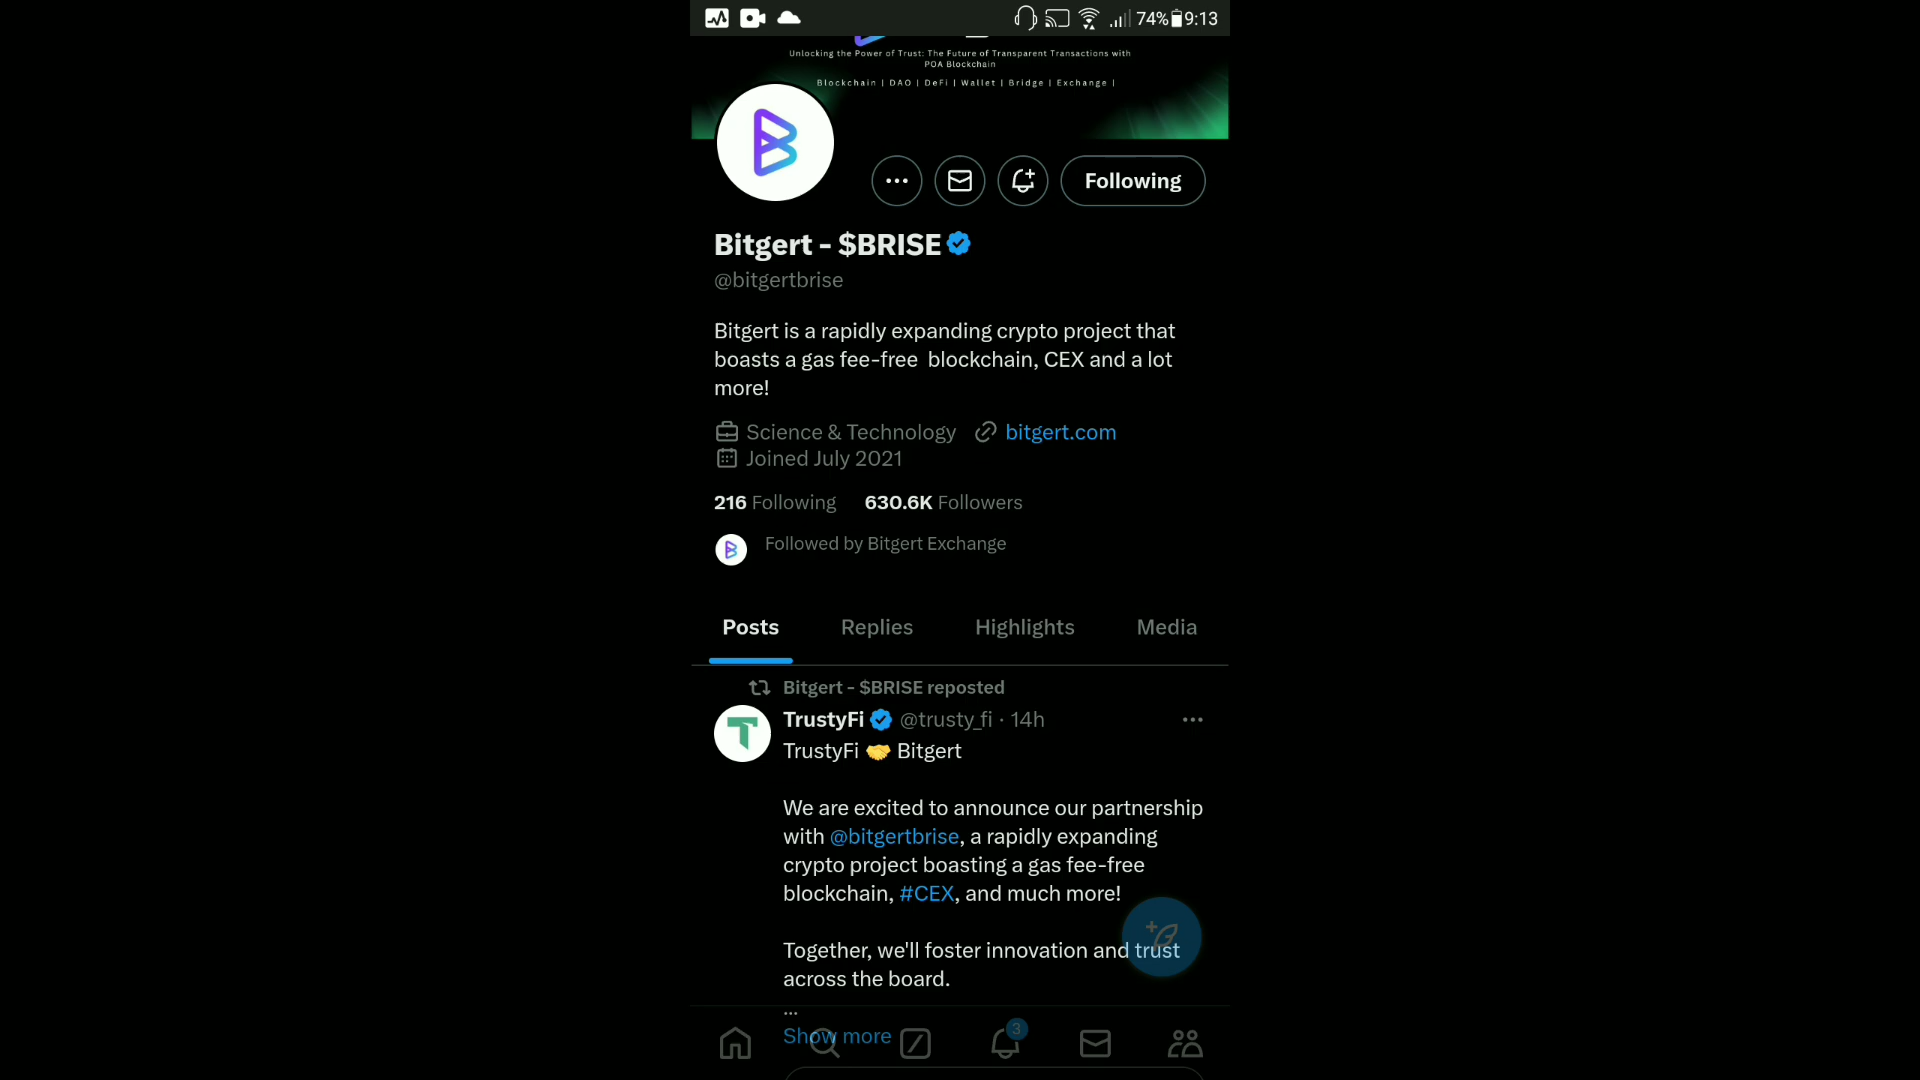 74% 9:13
Unlocking the Power of Trust: The Future of Transparent Transactions with
POA Blockchain
Blockchain | DAO | DeFi | Wallet | Bridge | Exchange |
Following
Bitgert - $BRISE
@bitgertbrise
Bitgert is a rapidly expanding crypto project that
boasts a gas fee-free blockchain, CEX and a lot
more!
Science & Technology bitgert.com
Joined July 2021
216 Following 630.6K Followers
Followed by Bitgert Exchange
Posts Replies Highlights Media
Bitgert - $BRISE reposted
TrustyFi @trusty_fi · 14h
TrustyFi 🤝 Bitgert
We are excited to announce our partnership
with @bitgertbrise, a rapidly expanding
crypto project boasting a gas fee-free
blockchain, #CEX, and much more!
Together, we'll foster innovation and trust
across the board.
...
Show more
3